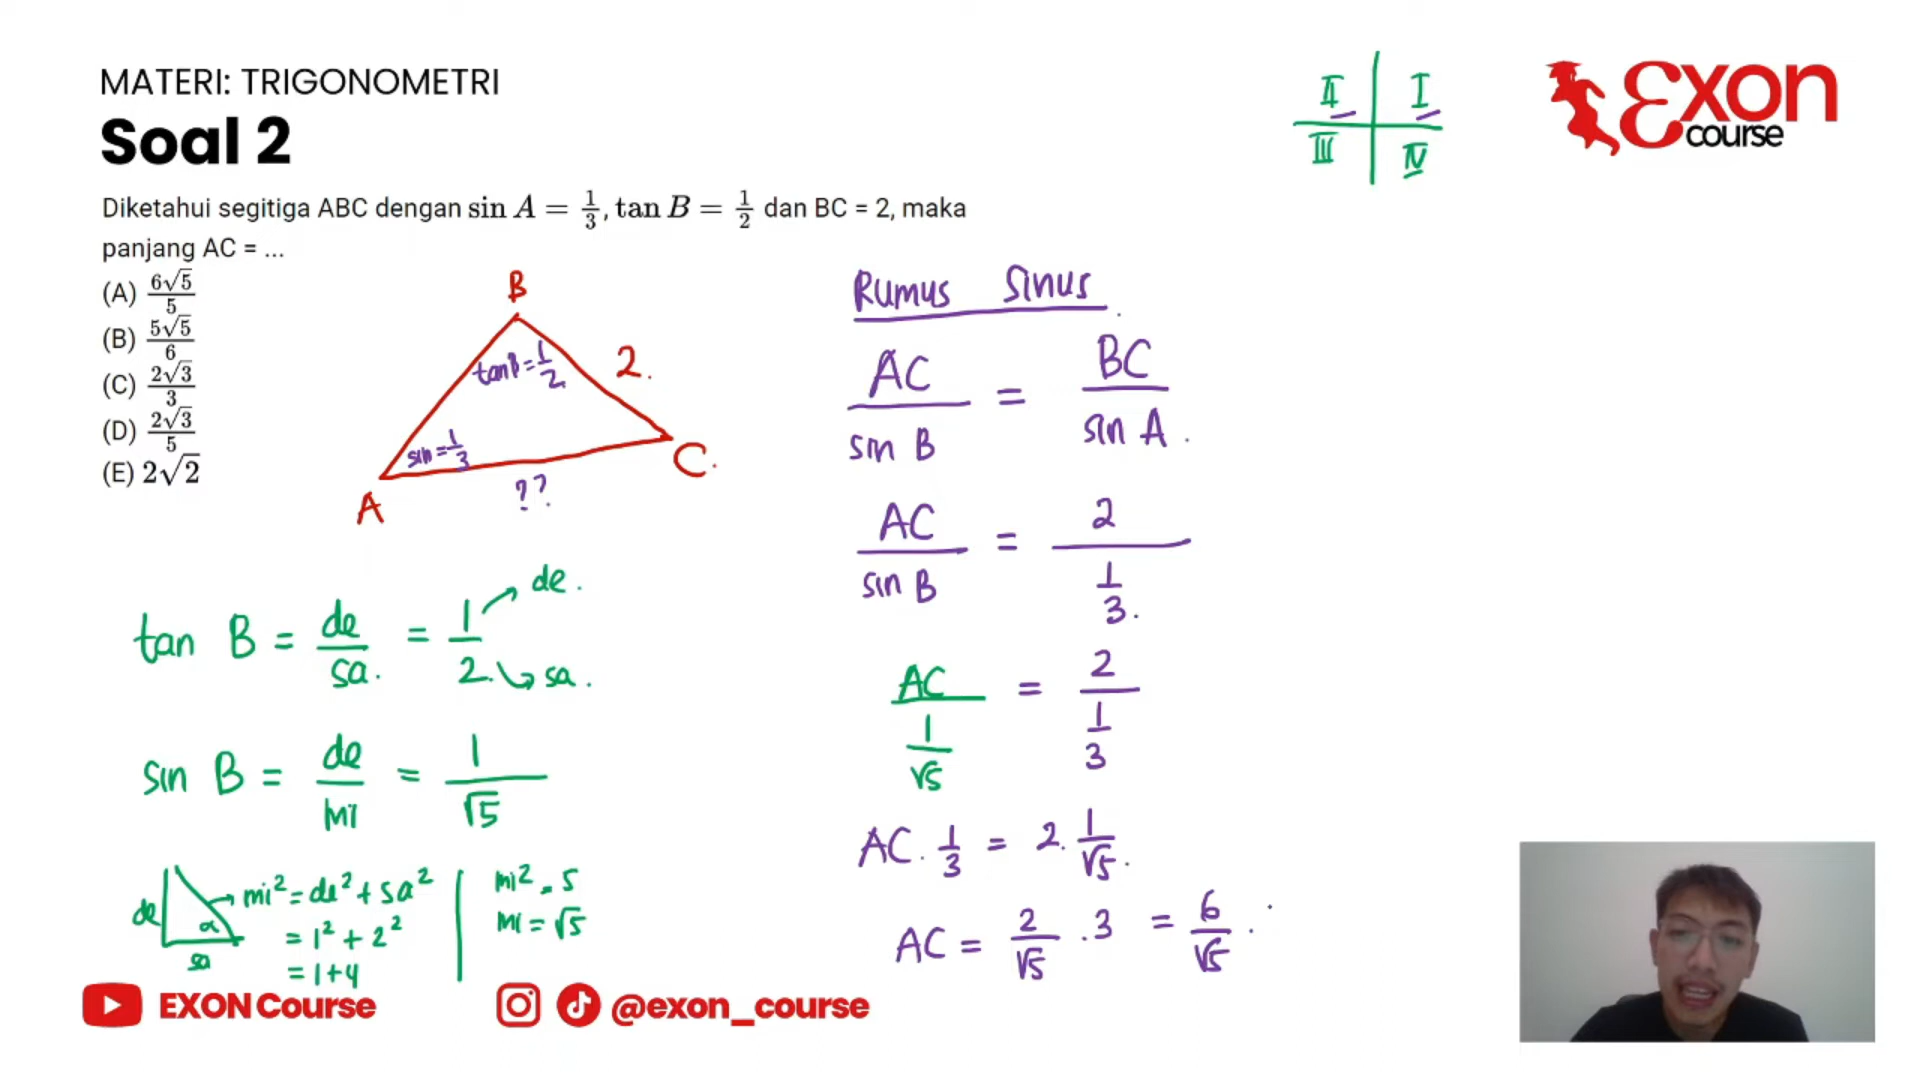 MATERI: TRIGONOMETRI
Soal 2
Diketahui segitiga ABC dengan sin A = 1/3, tan B = 1/2 dan BC = 2, maka
panjang AC = ...
(A) 6√5/5
(B) 5√5/6
(C) 2√3/3
(D) 2√3/5
(E) 2√2
B
tan B = 1/2
2.
sin = 1/3
C.
A
??
tan B = de/sa. = 1/2.
de.
sa.
sin B = de/mi = 1/√5
de
α
sa
mi² = de² + sa²
= 1² + 2²
= 1 + 4
mi² = 5
mi = √5
Rumus Sinus
AC/sin B = BC/sin A.
AC/sin B = 2/(1/3).
AC/(1/√5) = 2/(1/3)
AC . 1/3 = 2 . 1/√5.
AC = 2/√5 . 3 = 6/√5.
II I
III IV
Exon
course
EXON Course
@exon_course